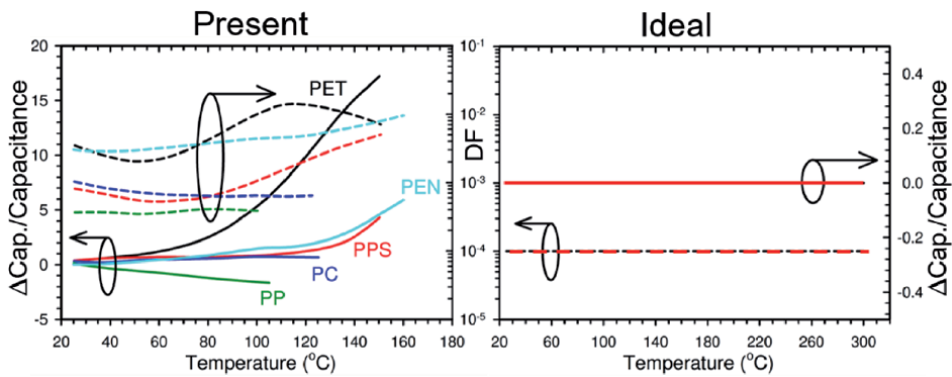 Present
Ideal
20
15
10
5
0
-5
ΔCap./Capacitance
PET
PEN
PPS
PC
PP
20
40
60
80
100
120
140
160
180
Temperature (°C)
10⁻¹
10⁻²
10⁻³
10⁻⁴
10⁻⁵
DF
0.4
0.2
0.0
-0.2
-0.4
ΔCap./Capacitance
20
60
100
140
180
220
260
300
Temperature (°C)